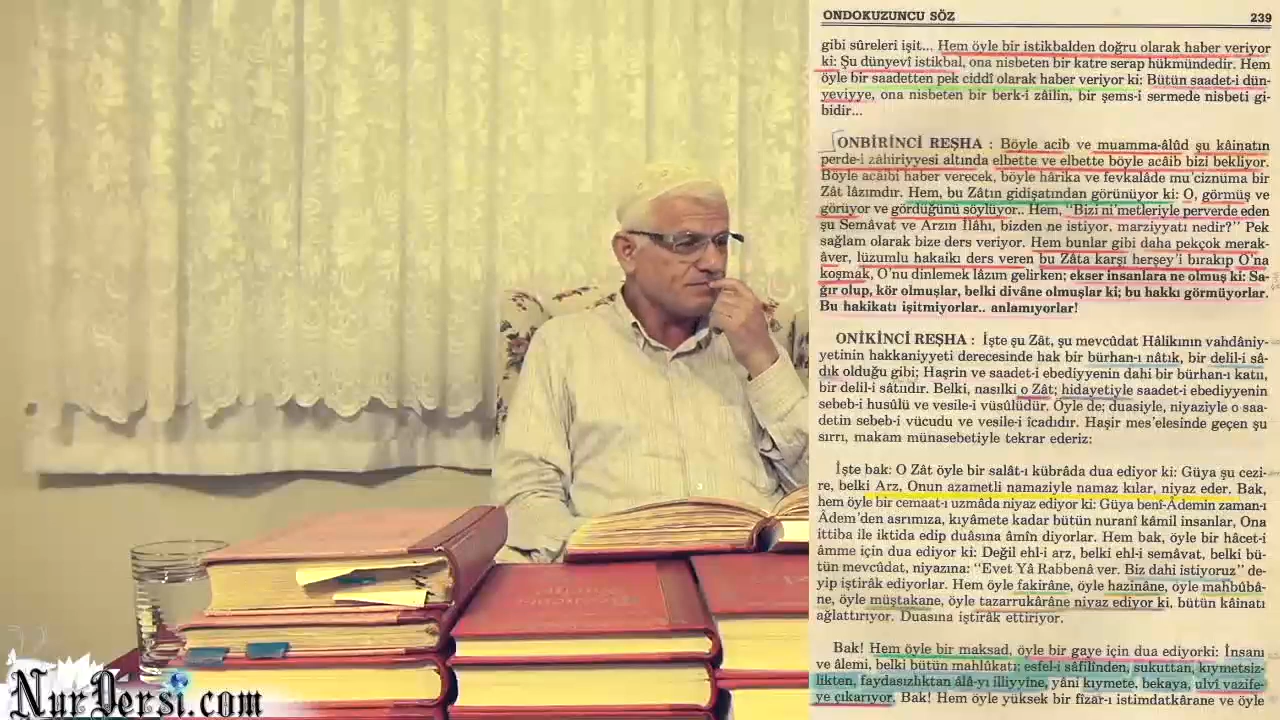 ONDOKUZUNCU SÖZ 239
gibi sûreleri işit... Hem öyle bir istikbalden doğru olarak haber veriyor
ki: Şu dünyevî istikbal, ona nisbeten bir katre serap hükmündedir. Hem
öyle bir saadetten pek ciddî olarak haber veriyor ki: Bütün saadet-i dün-
yeviyye, ona nisbeten bir berk-i zâilin, bir şems-i sermede nisbeti gi-
bidir...
ONBİRİNCİ REŞHA : Böyle acib ve muamma-âlûd şu kâinatın
perde-i zâhiriyyesi altında elbette ve elbette böyle acâib bizi bekliyor.
Böyle acâibi haber verecek, böyle hârika ve fevkalâde mu'ciznüma bir
Zât lâzımdır. Hem, bu Zâtın gidişatından görünüyor ki: O, görmüş ve
görüyor ve gördüğünü söylüyor.. Hem, "Bizi ni'metleriyle perverde eden
şu Semâvat ve Arzın İlâhı, bizden ne istiyor, marziyyatı nedir?" Pek
sağlam olarak bize ders veriyor. Hem bunlar gibi daha pekçok merak-
âver, lüzumlu hakaikı ders veren bu Zâta karşı herşey'i bırakıp O'na
koşmak, O'nu dinlemek lâzım gelirken; ekser insanlara ne olmuş ki: Sa-
ğır olup, kör olmuşlar, belki divâne olmuşlar ki; bu hakkı görmüyorlar.
Bu hakikatı işitmiyorlar.. anlamıyorlar!
ONİKİNCİ REŞHA : İşte şu Zât, şu mevcûdat Hâlikının vahdâniy-
yetinin hakkaniyyeti derecesinde hak bir bürhan-ı nâtık, bir delil-i sâ-
dık olduğu gibi; Haşrin ve saadet-i ebediyyenin dahi bir bürhan-ı katıı,
bir delil-i sâtııdır. Belki, nasılki o Zât; hidayetiyle saadet-i ebediyyenin
sebeb-i husûlü ve vesile-i vüsûlüdür. Öyle de; duasiyle, niyaziyle o saa-
detin sebeb-i vücudu ve vesile-i icadıdır. Haşir mes'elesinde geçen şu
sırrı, makam münasebetiyle tekrar ederiz:
İşte bak: O Zât öyle bir salât-ı kübrâda dua ediyor ki: Güya şu cezi-
re, belki Arz, Onun azametli namaziyle namaz kılar, niyaz eder. Bak,
hem öyle bir cemaat-ı uzmâda niyaz ediyor ki: Güya benî-Âdemin zaman-ı
Âdem'den asrımıza, kıyâmete kadar bütün nuranî kâmil insanlar, Ona
ittiba ile iktida edip duâsına âmîn diyorlar. Hem bak, öyle bir hâcet-i
âmme için dua ediyor ki: Değil ehl-i arz, belki ehl-i semâvat, belki bü-
tün mevcûdat, niyazına: "Evet Yâ Rabbenâ ver. Biz dahi istiyoruz" de-
yip iştirâk ediyorlar. Hem öyle fakirâne, öyle hazinâne, öyle mahbûbâ-
ne, öyle müştakane, öyle tazarrukârâne niyaz ediyor ki, bütün kâinatı
ağlattırıyor. Duasına iştirâk ettiriyor.
Bak! Hem öyle bir maksad, öyle bir gaye için dua ediyorki: İnsanı
ve âlemi, belki bütün mahlûkatı; esfel-i sâfilînden, sukuttan, kıymetsiz-
likten, faydasızlıktan âlâ-yı illiyyîne, yâni kıymete, bekaya, ulvî vazife-
ye çıkarıyor. Bak! Hem öyle yüksek bir fîzar-ı istimdatkârane ve öyle
NurDersi.com